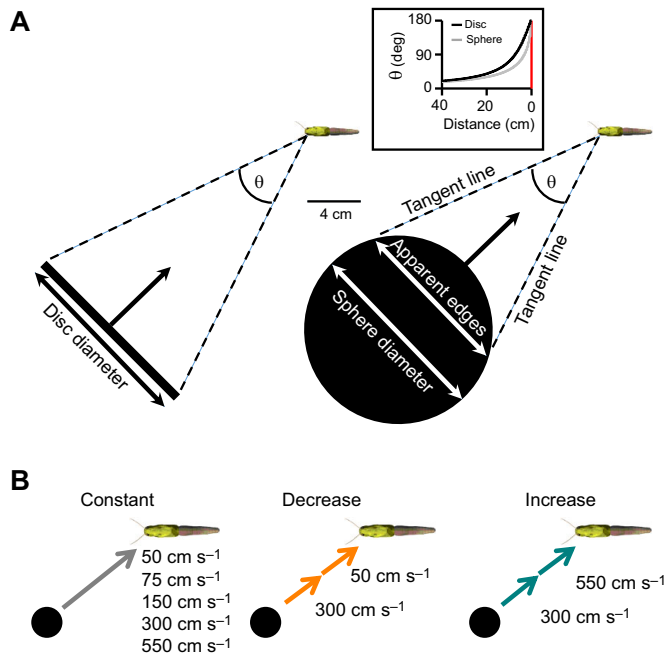 A
180
90
0
θ (deg)
Disc
Sphere
40
20
0
Distance (cm)
θ
4 cm
Disc diameter
θ
Tangent line
Tangent line
Apparent edges
Sphere diameter
B
Constant
50 cm s⁻¹
75 cm s⁻¹
150 cm s⁻¹
300 cm s⁻¹
550 cm s⁻¹
Decrease
50 cm s⁻¹
300 cm s⁻¹
Increase
550 cm s⁻¹
300 cm s⁻¹